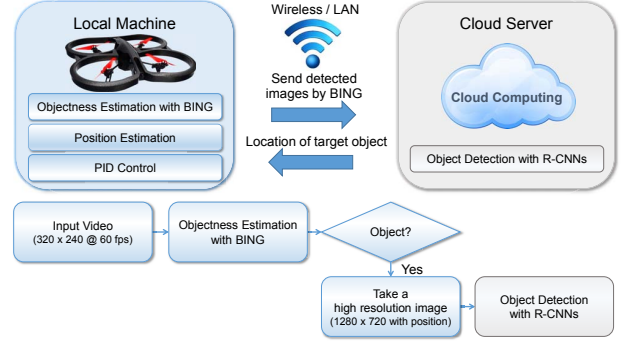 Local Machine
Objectness Estimation with BING
Position Estimation
PID Control
Wireless / LAN
Send detected
images by BING
Location of target object
Cloud Server
Cloud Computing
Object Detection with R-CNNs
Input Video
(320 x 240 @ 60 fps)
Objectness Estimation
with BING
Object?
Yes
Take a
high resolution image
(1280 x 720 with position)
Object Detection
with R-CNNs